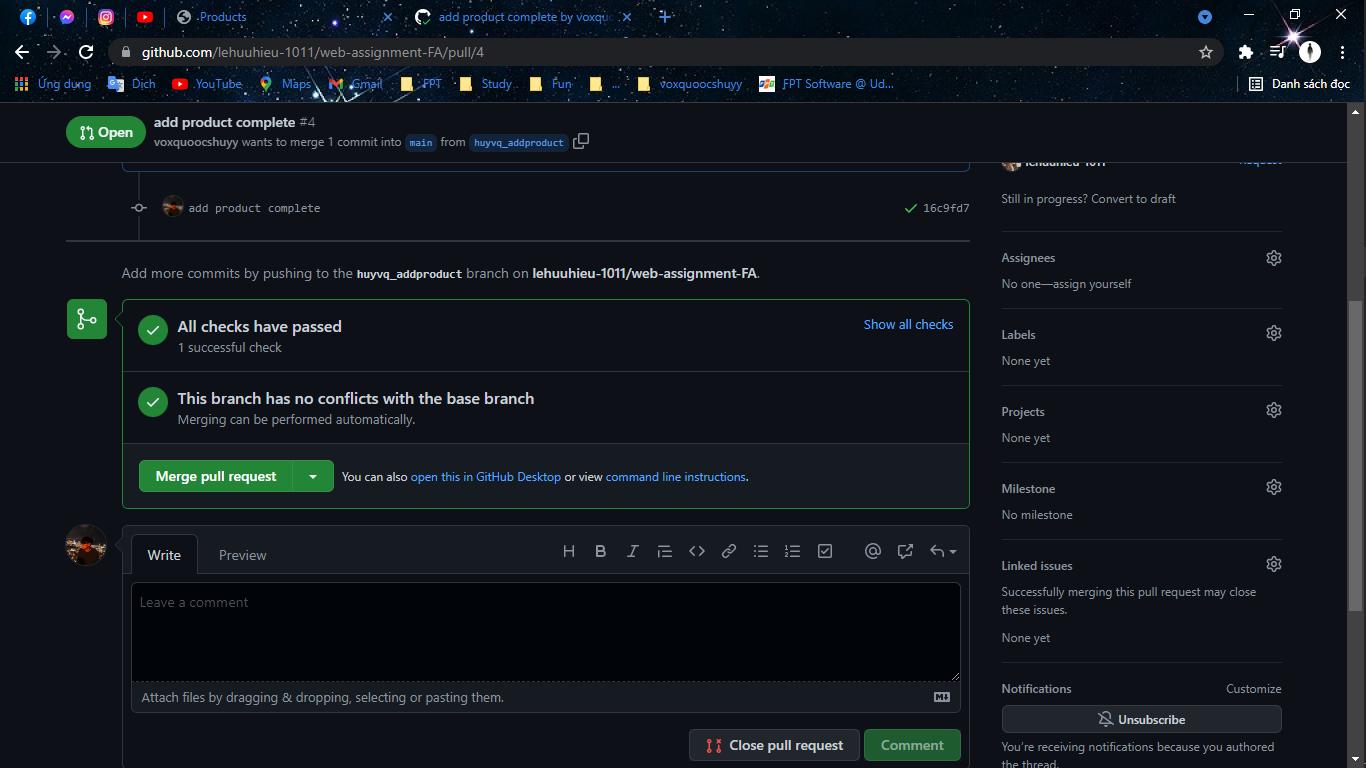 Products
add product complete by voxquo
github.com/lehuuhieu-1011/web-assignment-FA/pull/4
Ứng dụng
Dịch
YouTube
Maps
Gmail
FPT
Study
Fun
...
voxquoocshuyy
FPT Software @ Ud...
Danh sách đọc
Open
add product complete #4
voxquoocshuyy wants to merge 1 commit into main from huyvq_addproduct
lehuuhieu-1011
Request
add product complete
16c9fd7
Still in progress? Convert to draft
Add more commits by pushing to the huyvq_addproduct branch on lehuuhieu-1011/web-assignment-FA.
All checks have passed
1 successful check
Show all checks
This branch has no conflicts with the base branch
Merging can be performed automatically.
Merge pull request
You can also open this in GitHub Desktop or view command line instructions.
Write
Preview
Leave a comment
Attach files by dragging & dropping, selecting or pasting them.
Close pull request
Comment
Assignees
No one—assign yourself
Labels
None yet
Projects
None yet
Milestone
No milestone
Linked issues
Successfully merging this pull request may close
these issues.
None yet
Notifications
Customize
Unsubscribe
You're receiving notifications because you authored
the thread.